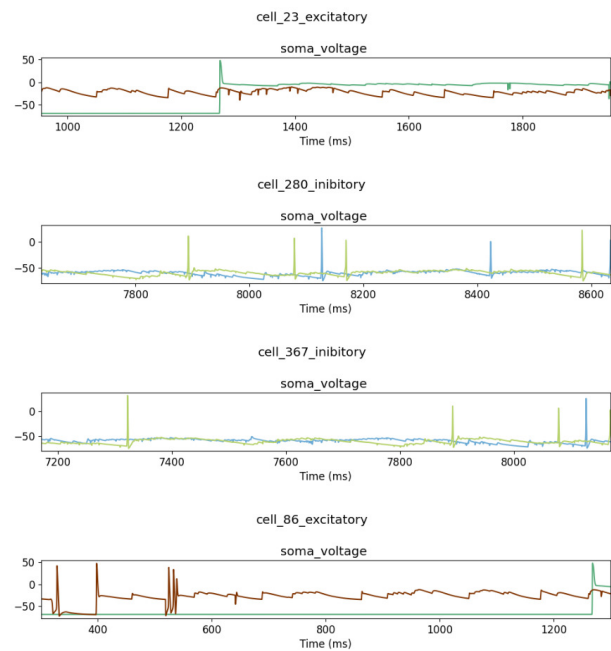 cell_23_excitatory
soma_voltage
50
0
−50
1000 1200 1400 1600 1800
Time (ms)
cell_280_inibitory
soma_voltage
0
−50
7800 8000 8200 8400 8600
Time (ms)
cell_367_inibitory
soma_voltage
0
−50
7200 7400 7600 7800 8000
Time (ms)
cell_86_excitatory
soma_voltage
50
0
−50
400 600 800 1000 1200
Time (ms)